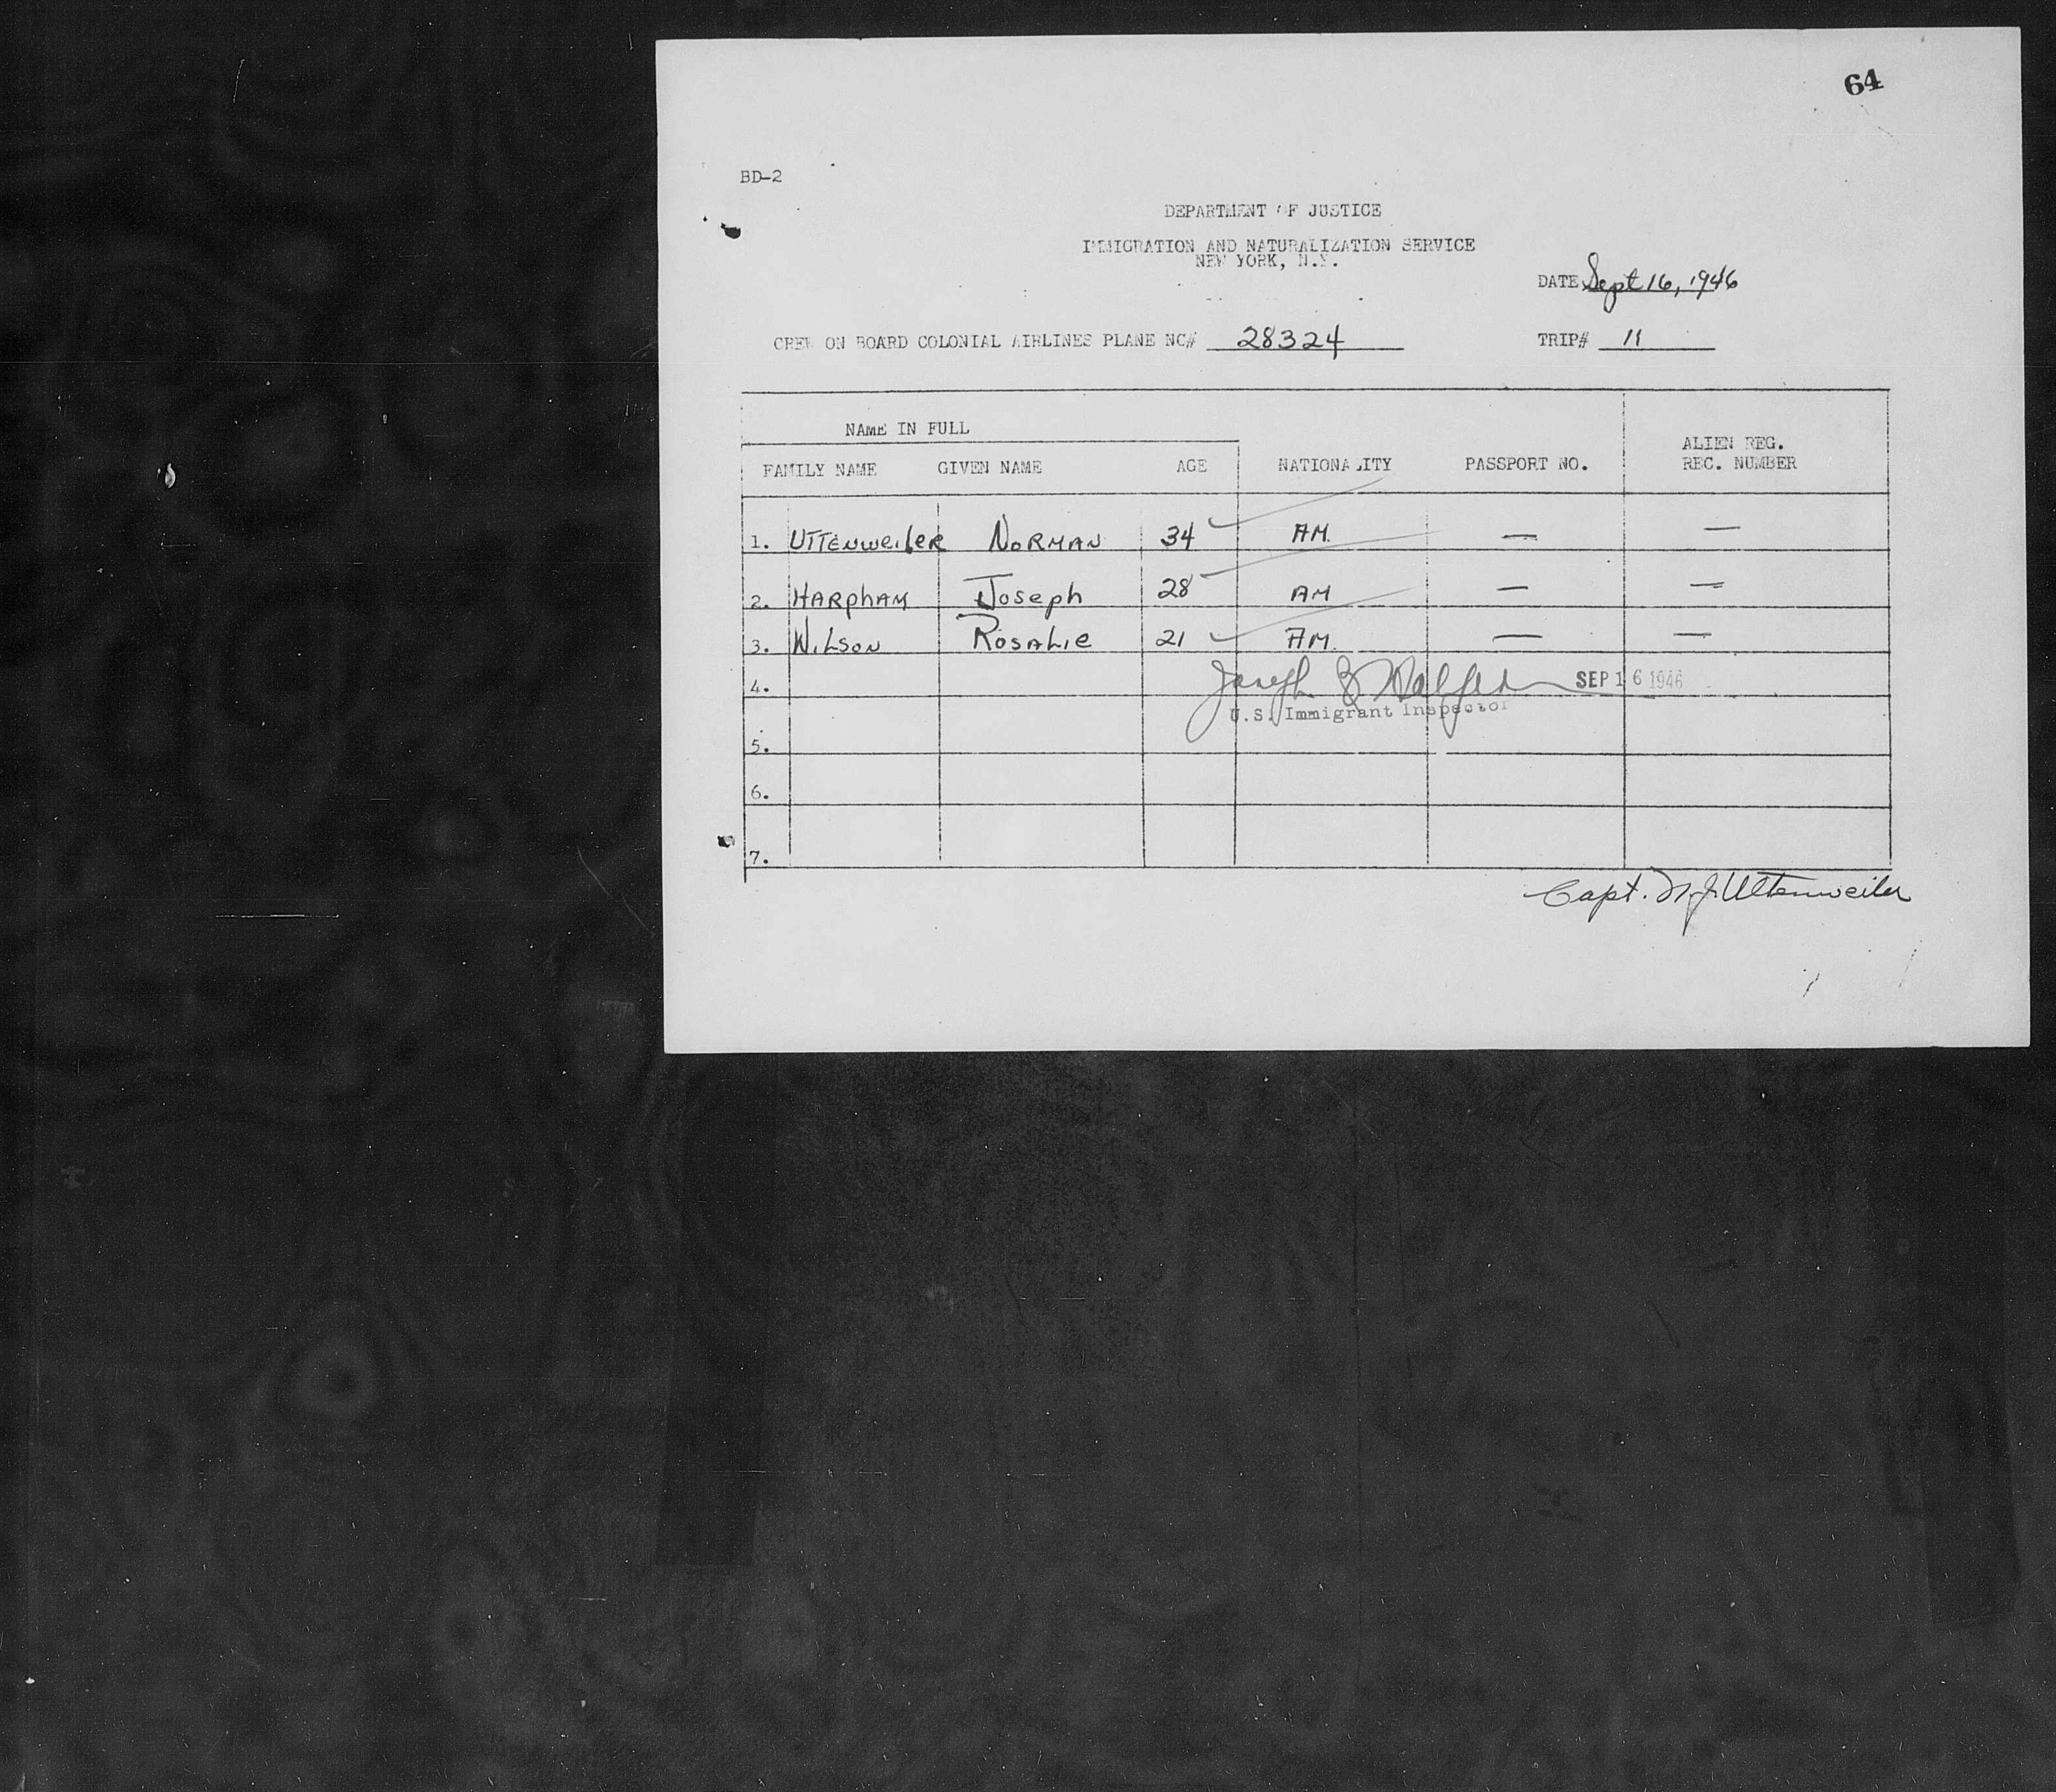 64
BD-2
DEPARTMENT OF JUSTICE
IMMIGRATION AND NATURALIZATION SERVICE
NEW YORK, N.Y.
DATE Sept 16, 1946
CREW ON BOARD COLONIAL AIRLINES PLANE NC# 28324 TRIP# 11
NAME IN FULL
FAMILY NAME GIVEN NAME AGE NATIONALITY PASSPORT NO. ALIEN REG. REC. NUMBER
1. UTTENWEILER NORMAN 34 AM. — —
2. HARPHAM Joseph 28 AM — —
3. WILSON ROSALIE 21 AM. — —
4. Joseph SEP 16 1946
U.S. Immigrant Inspector
5.
6.
7.
Capt. N.J. Uttenweiler